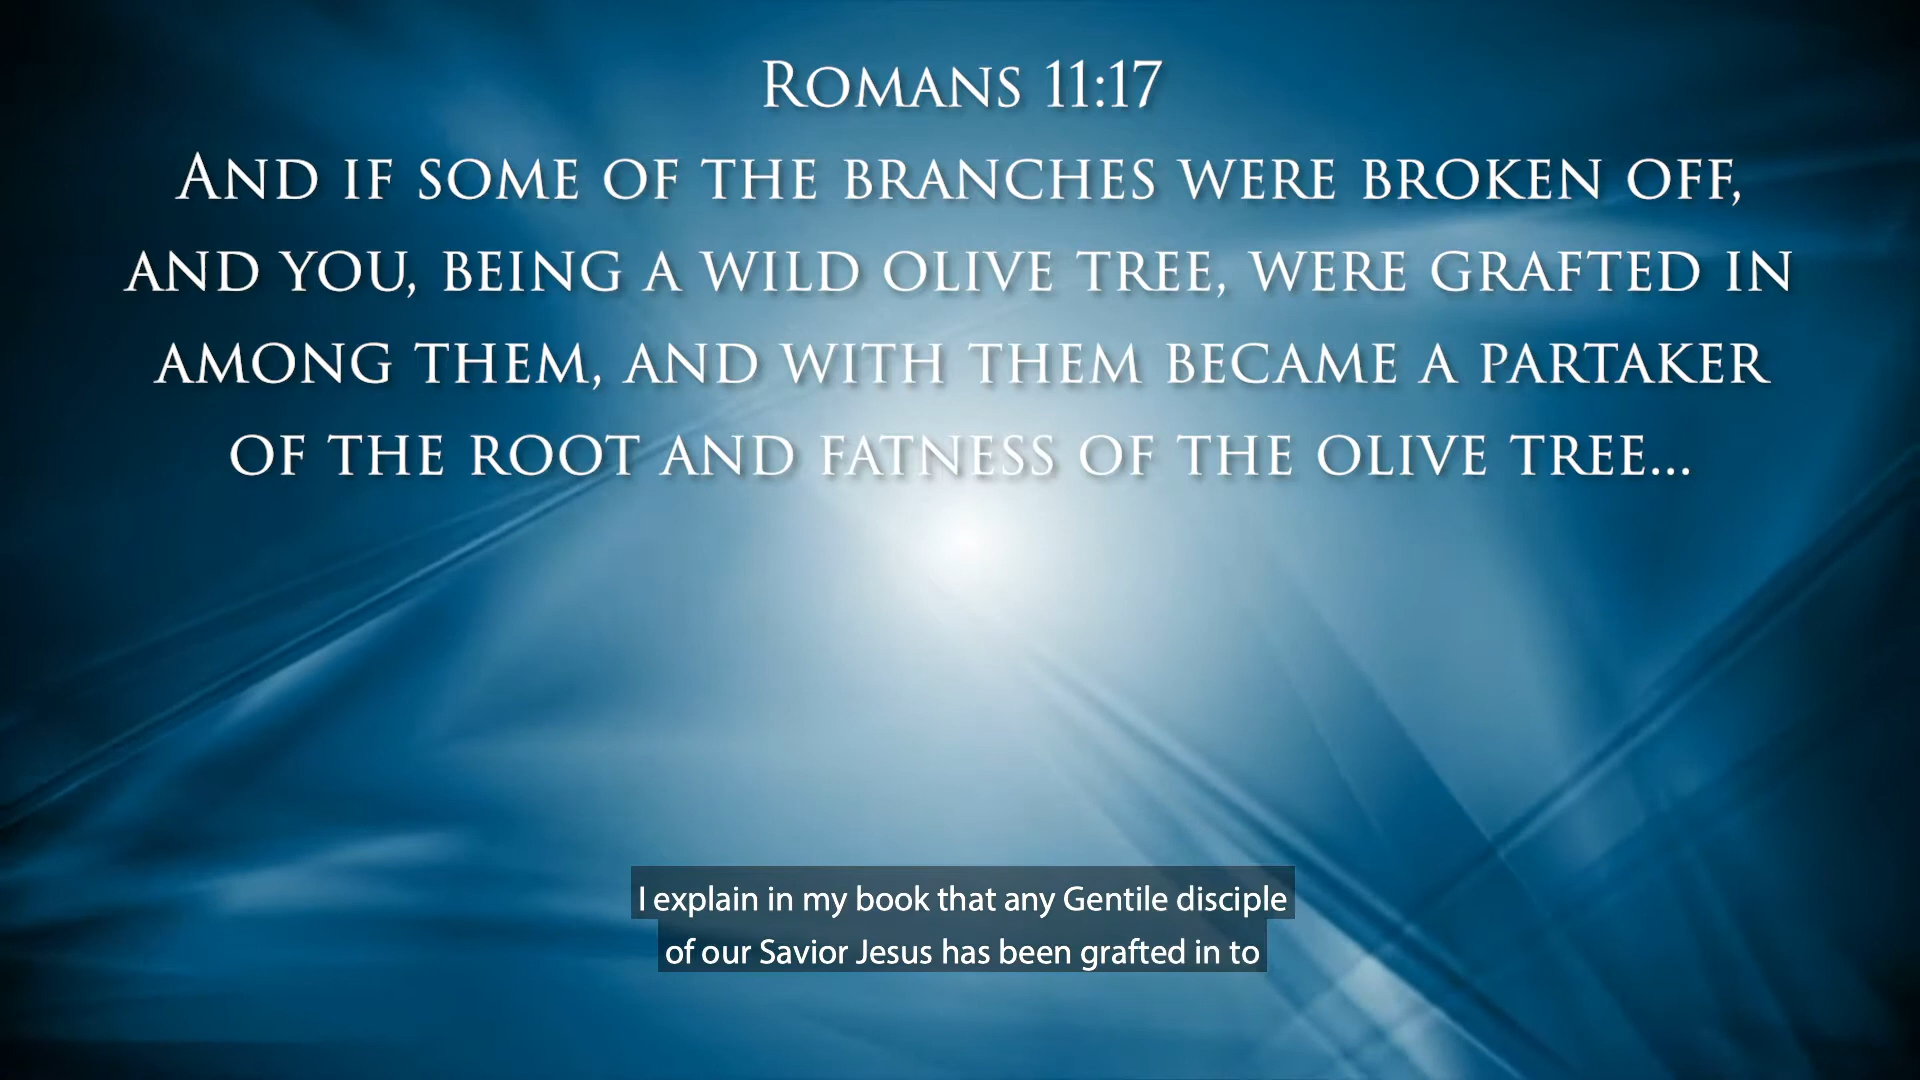 Romans 11:17
And if some of the branches were broken off,
and you, being a wild olive tree, were grafted in
among them, and with them became a partaker
of the root and fatness of the olive tree...
I explain in my book that any Gentile disciple
of our Savior Jesus has been grafted in to